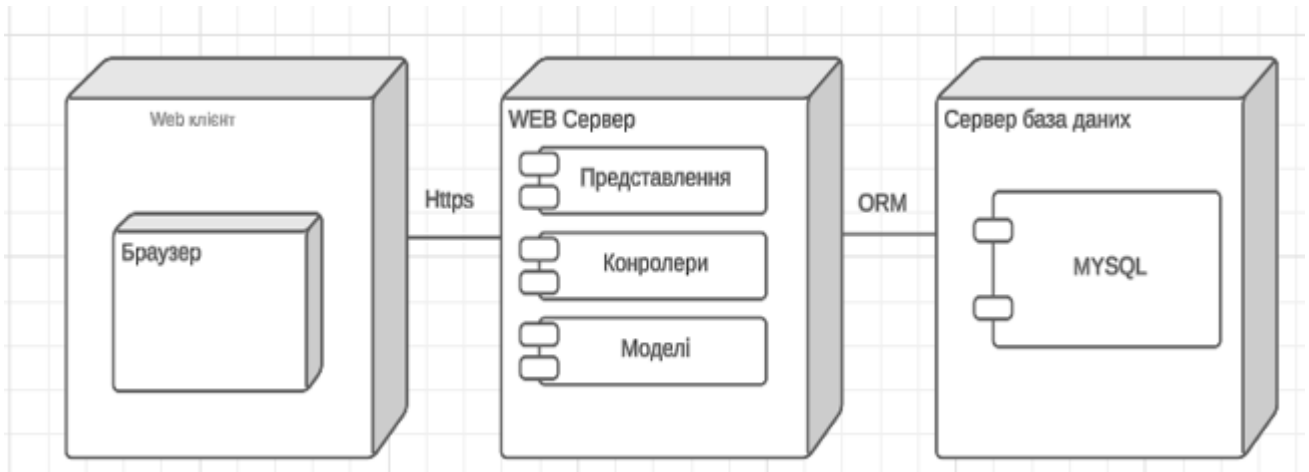 Web клієнт
Браузер
Https
WEB Сервер
Представлення
Конролери
Моделі
ORM
Сервер база даних
MYSQL